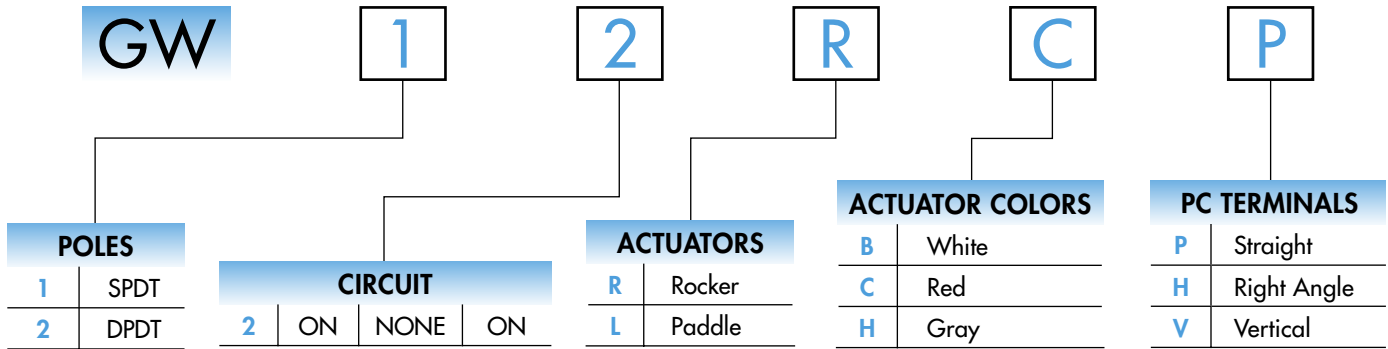 GW 1 2 R C P
POLES
1 SPDT
2 DPDT
CIRCUIT
2 ON NONE ON
ACTUATORS
R Rocker
L Paddle
ACTUATOR COLORS
B White
C Red
H Gray
PC TERMINALS
P Straight
H Right Angle
V Vertical